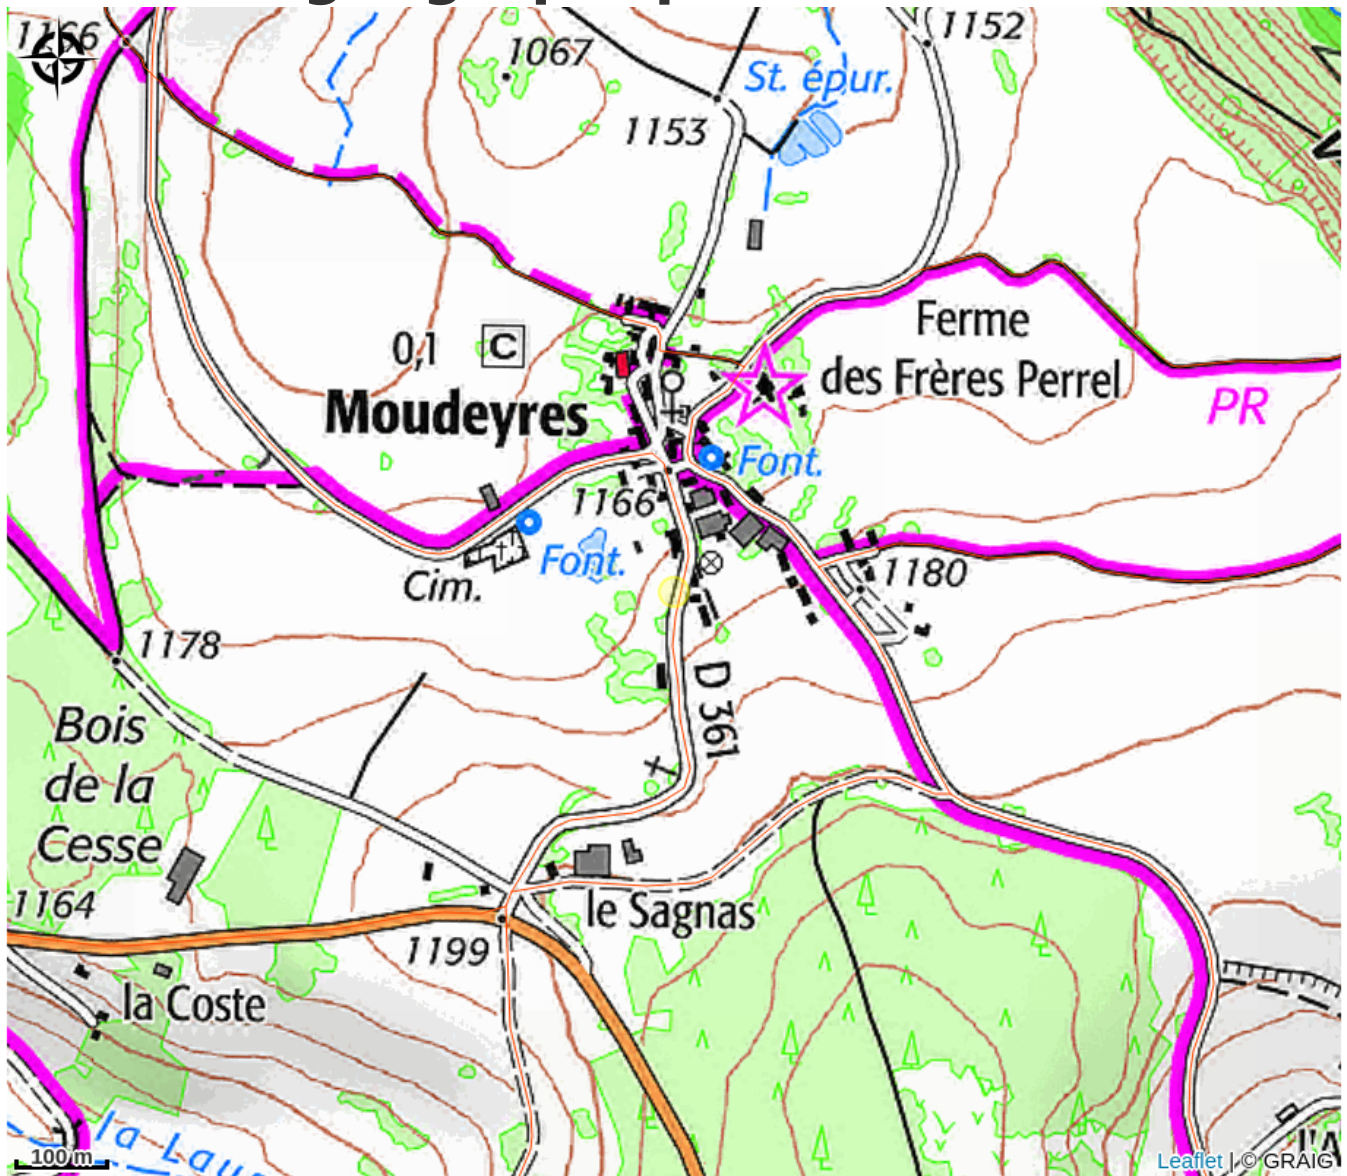 1166
1152
1067
St. épur.
1153
Ferme
0,1
C
des Frères Perrel
Moudeyres
PR
Font.
1166
Font.
Cim.
1180
1178
D 361
Bois
de la
Cesse
1164
le Sagnas
1199
la Coste
100 m
Leaflet | © GRAIG